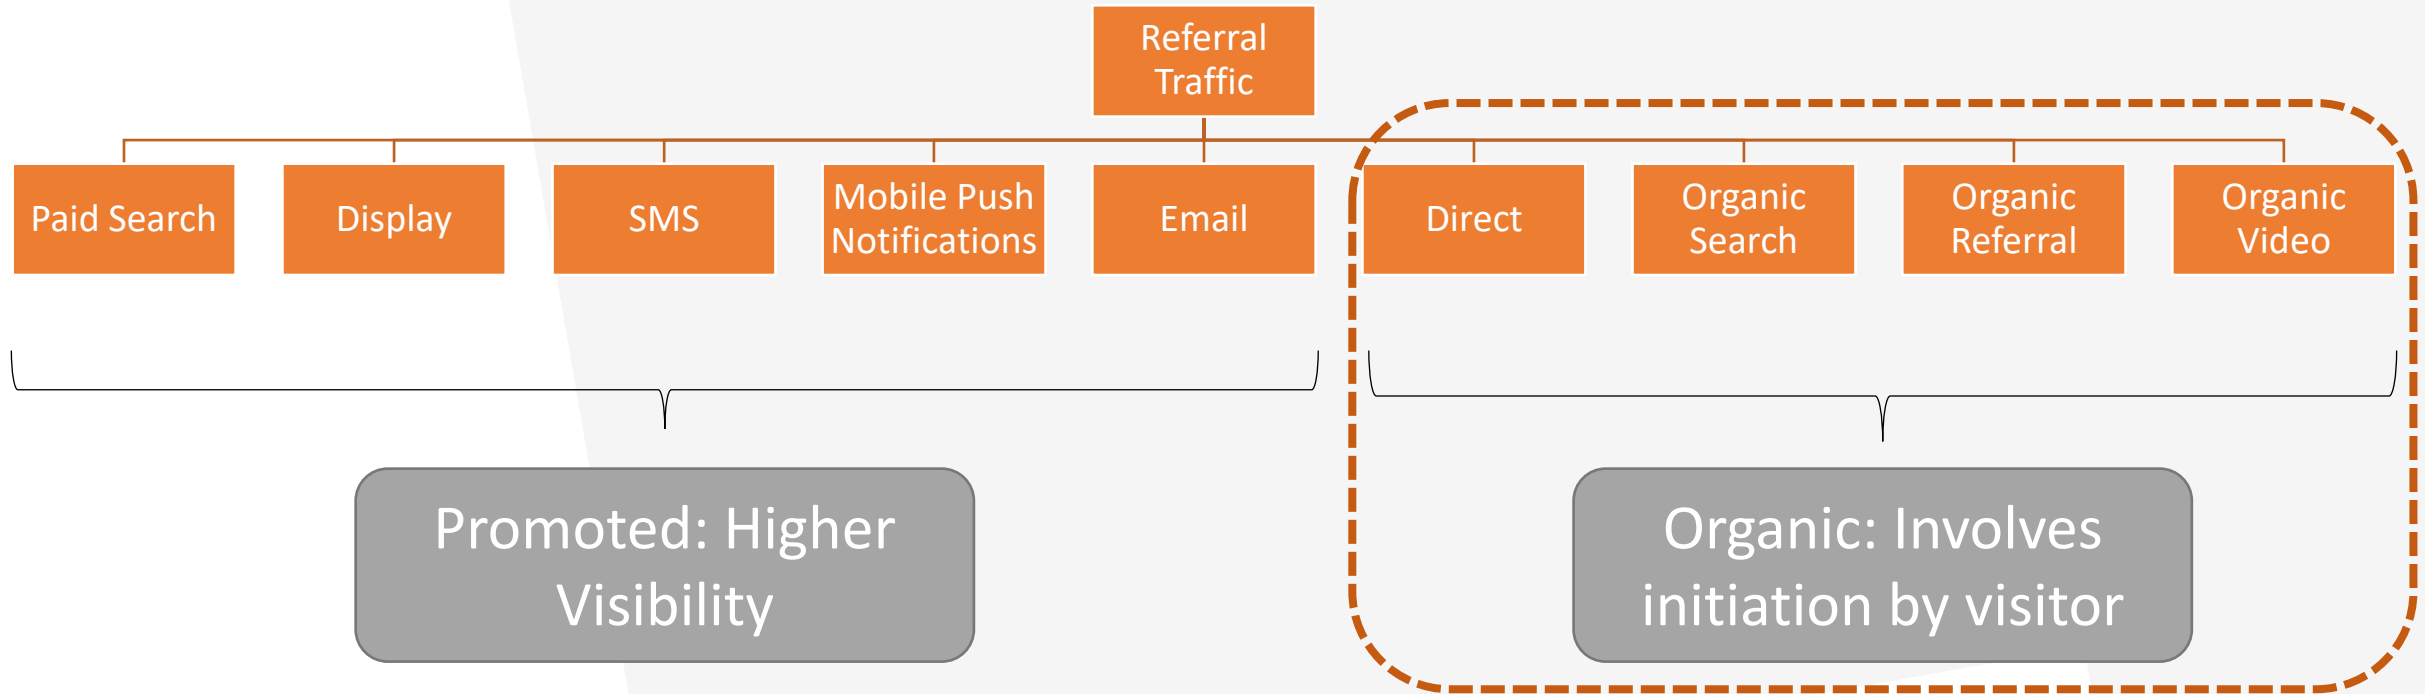 Referral
Traffic
Paid Search
Display
SMS
Mobile Push
Notifications
Email
Direct
Organic
Search
Organic
Referral
Organic
Video
Promoted: Higher
Visibility
Organic: Involves
initiation by visitor